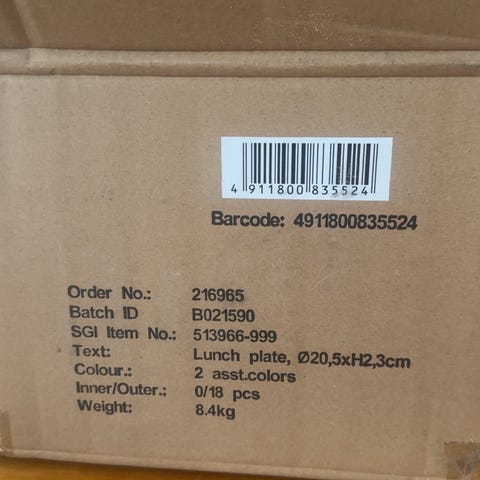 4 911800 835524
Barcode: 4911800835524
Order No.: 216965
Batch ID B021590
SGI Item No.: 513966-999
Text: Lunch plate, Ø20,5xH2,3cm
Colour.: 2 asst.colors
Inner/Outer.: 0/18 pcs
Weight: 8.4kg